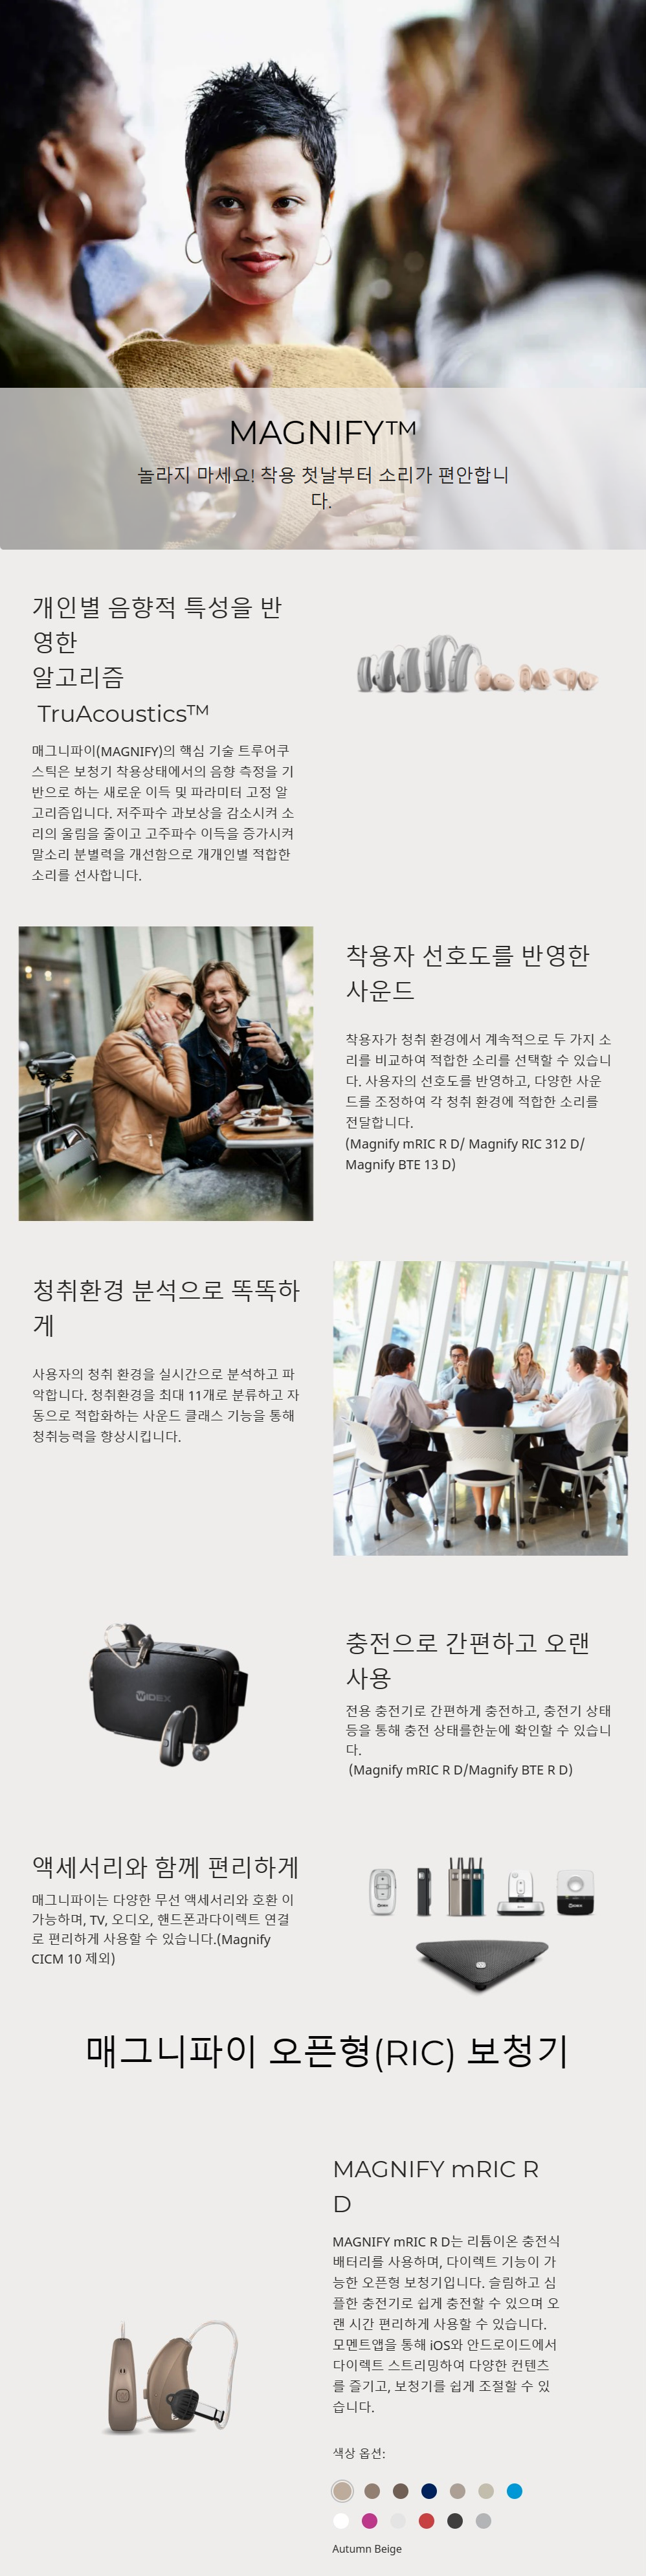 MAGNIFY™
놀라지 마세요! 착용 첫날부터 소리가 편안합니
다.
개인별 음향적 특성을 반
영한
알고리즘
TruAcoustics™
매그니파이(MAGNIFY)의 핵심 기술 트루어쿠
스틱은 보청기 착용상태에서의 음향 측정을 기
반으로 하는 새로운 이득 및 파라미터 고정 알
고리즘입니다. 저주파수 과보상을 감소시켜 소
리의 울림을 줄이고 고주파수 이득을 증가시켜
말소리 분별력을 개선함으로 개개인별 적합한
소리를 선사합니다.
착용자 선호도를 반영한
사운드
착용자가 청취 환경에서 계속적으로 두 가지 소
리를 비교하여 적합한 소리를 선택할 수 있습니
다. 사용자의 선호도를 반영하고, 다양한 사운
드를 조정하여 각 청취 환경에 적합한 소리를
전달합니다.
(Magnify mRIC R D/ Magnify RIC 312 D/
Magnify BTE 13 D)
청취환경 분석으로 똑똑하
게
사용자의 청취 환경을 실시간으로 분석하고 파
악합니다. 청취환경을 최대 11개로 분류하고 자
동으로 적합화하는 사운드 클래스 기능을 통해
청취능력을 향상시킵니다.
WIDEX
충전으로 간편하고 오랜
사용
전용 충전기로 간편하게 충전하고, 충전기 상태
등을 통해 충전 상태를한눈에 확인할 수 있습니
다.
(Magnify mRIC R D/Magnify BTE R D)
액세서리와 함께 편리하게
매그니파이는 다양한 무선 액세서리와 호환 이
가능하며, TV, 오디오, 핸드폰과다이렉트 연결
로 편리하게 사용할 수 있습니다.(Magnify
CICM 10 제외)
매그니파이 오픈형(RIC) 보청기
MAGNIFY mRIC R
D
MAGNIFY mRIC R D는 리튬이온 충전식
배터리를 사용하며, 다이렉트 기능이 가
능한 오픈형 보청기입니다. 슬림하고 심
플한 충전기로 쉽게 충전할 수 있으며 오
랜 시간 편리하게 사용할 수 있습니다.
모멘트앱을 통해 iOS와 안드로이드에서
다이렉트 스트리밍하여 다양한 컨텐츠
를 즐기고, 보청기를 쉽게 조절할 수 있
습니다.
색상 옵션:
Autumn Beige